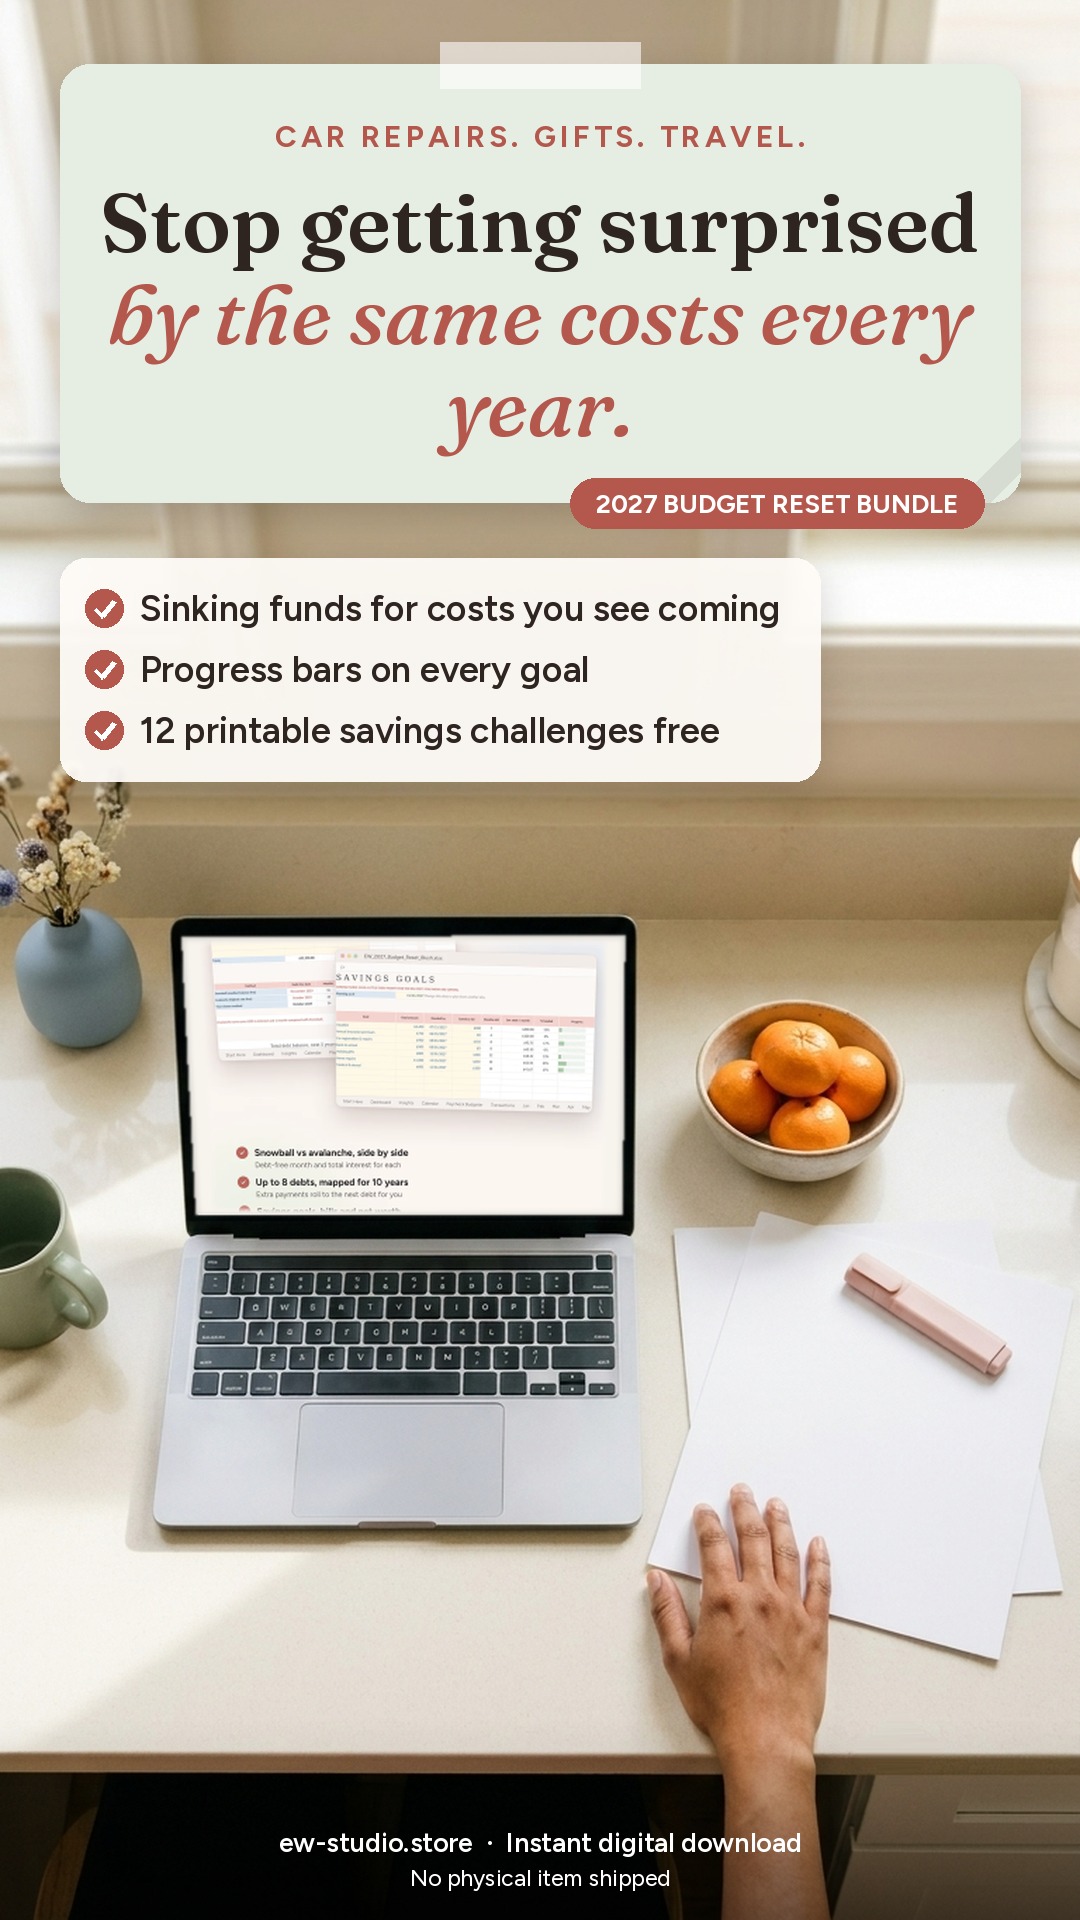 CAR REPAIRS. GIFTS. TRAVEL.
Stop getting surprised
by the same costs every
year.
2027 BUDGET RESET BUNDLE
Sinking funds for costs you see coming
Progress bars on every goal
12 printable savings challenges free
SAVINGS GOALS
Snowball vs avalanche, side by side
Debt-free month and total interest for each
Up to 8 debts, mapped for 10 years
Extra payments roll to the next debt for you
ew-studio.store · Instant digital download
No physical item shipped